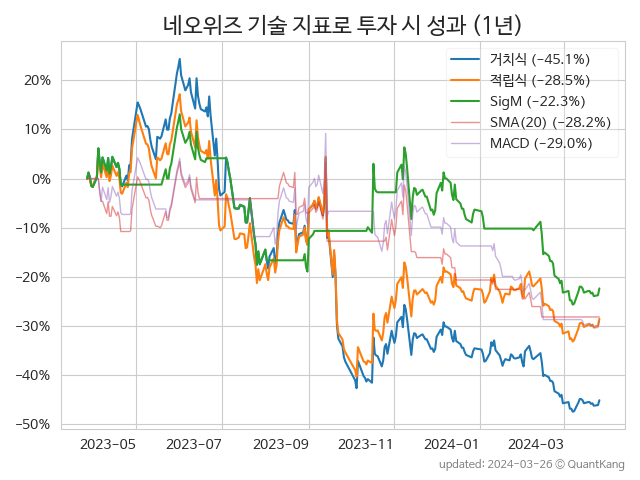 네오위즈 기술 지표로 투자 시 성과 (1년)
거치식 (−45.1%)
적립식 (−28.5%)
SigM (−22.3%)
SMA(20) (−28.2%)
MACD (−29.0%)
20%
10%
0%
−10%
−20%
−30%
−40%
−50%
2023-05 2023-07 2023-09 2023-11 2024-01 2024-03
updated: 2024-03-26 © QuantKang